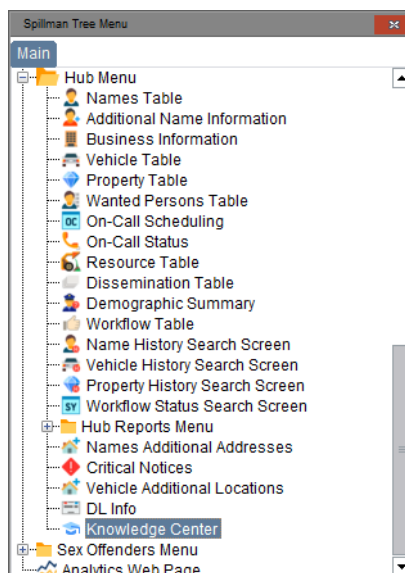 Spillman Tree Menu
Main
Hub Menu
Names Table
Additional Name Information
Business Information
Vehicle Table
Property Table
Wanted Persons Table
OC On-Call Scheduling
On-Call Status
Resource Table
Dissemination Table
Demographic Summary
Workflow Table
Name History Search Screen
Vehicle History Search Screen
Property History Search Screen
SY Workflow Status Search Screen
Hub Reports Menu
Names Additional Addresses
Critical Notices
Vehicle Additional Locations
DL Info
Knowledge Center
Sex Offenders Menu
Analytics Web Page